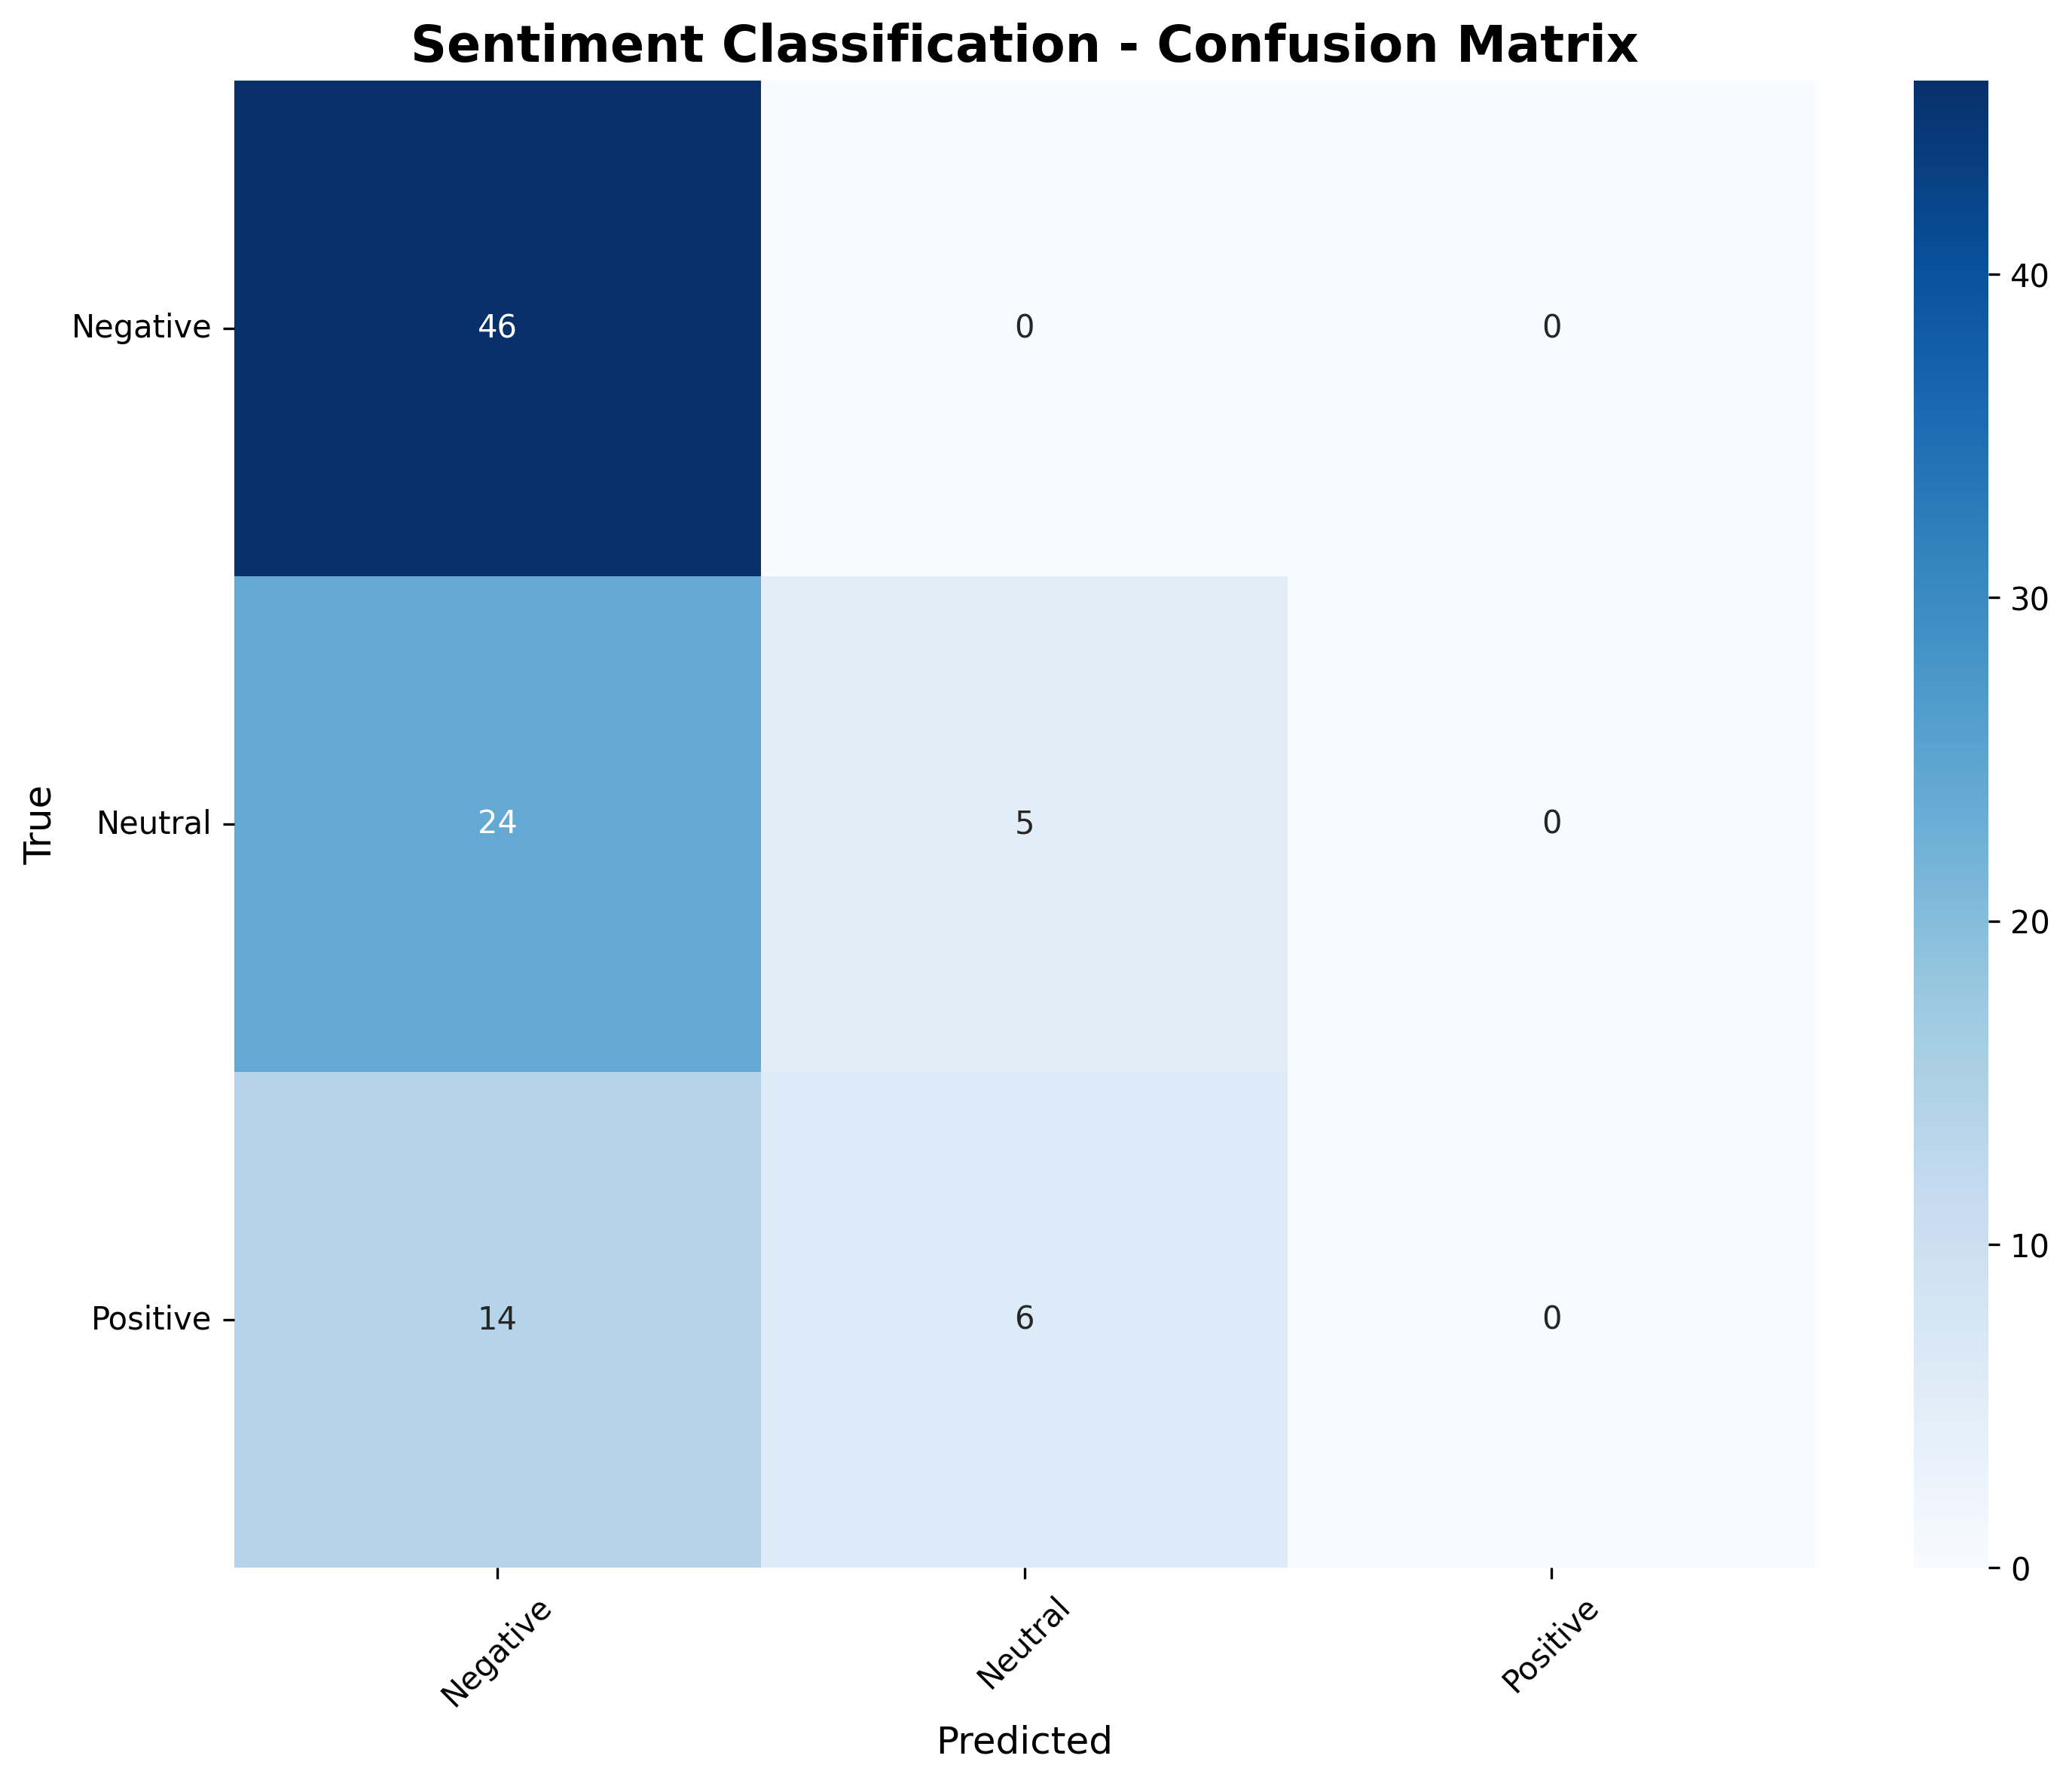 Sentiment Classification - Confusion Matrix
True
Negative 46 0 0
Neutral 24 5 0
Positive 14 6 0
Negative Neutral Positive
Predicted
40
30
20
10
0